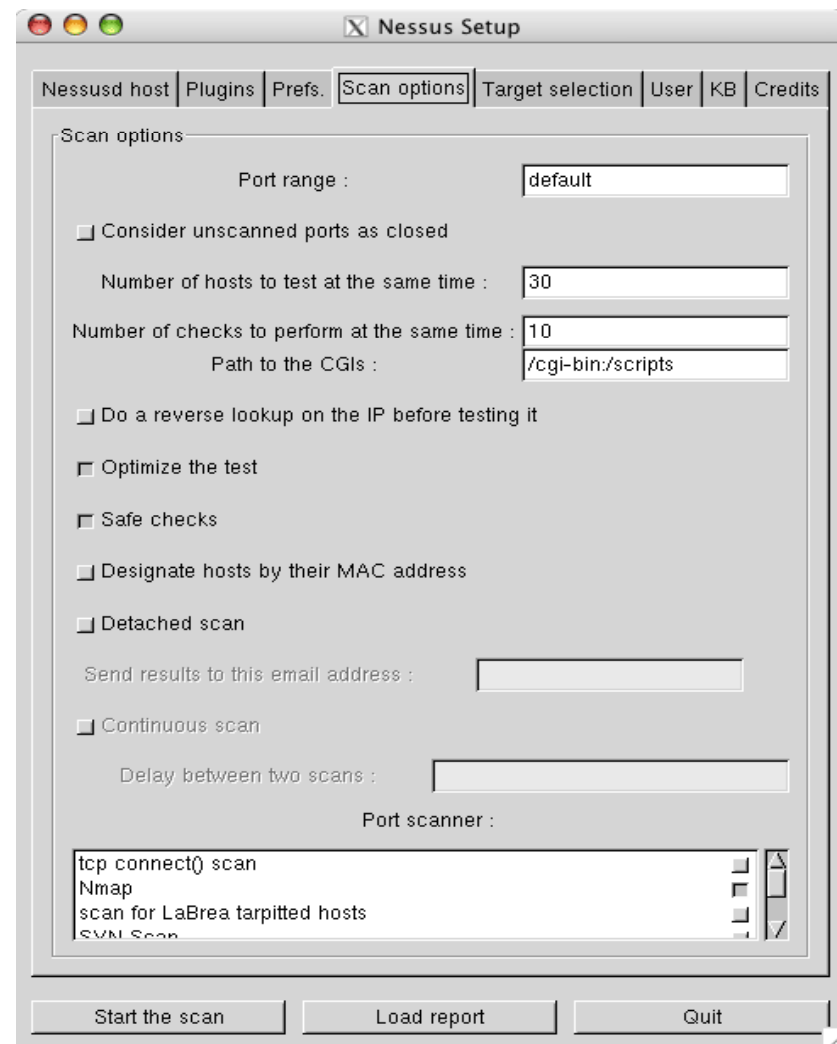 Nessus Setup
Nessusd host Plugins Prefs. Scan options Target selection User KB Credits
Scan options
Port range : default
Consider unscanned ports as closed
Number of hosts to test at the same time : 30
Number of checks to perform at the same time : 10
Path to the CGIs : /cgi-bin:/scripts
Do a reverse lookup on the IP before testing it
Optimize the test
Safe checks
Designate hosts by their MAC address
Detached scan
Send results to this email address :
Continuous scan
Delay between two scans :
Port scanner :
tcp connect() scan
Nmap
scan for LaBrea tarpitted hosts
SYN Scan
Start the scan Load report Quit